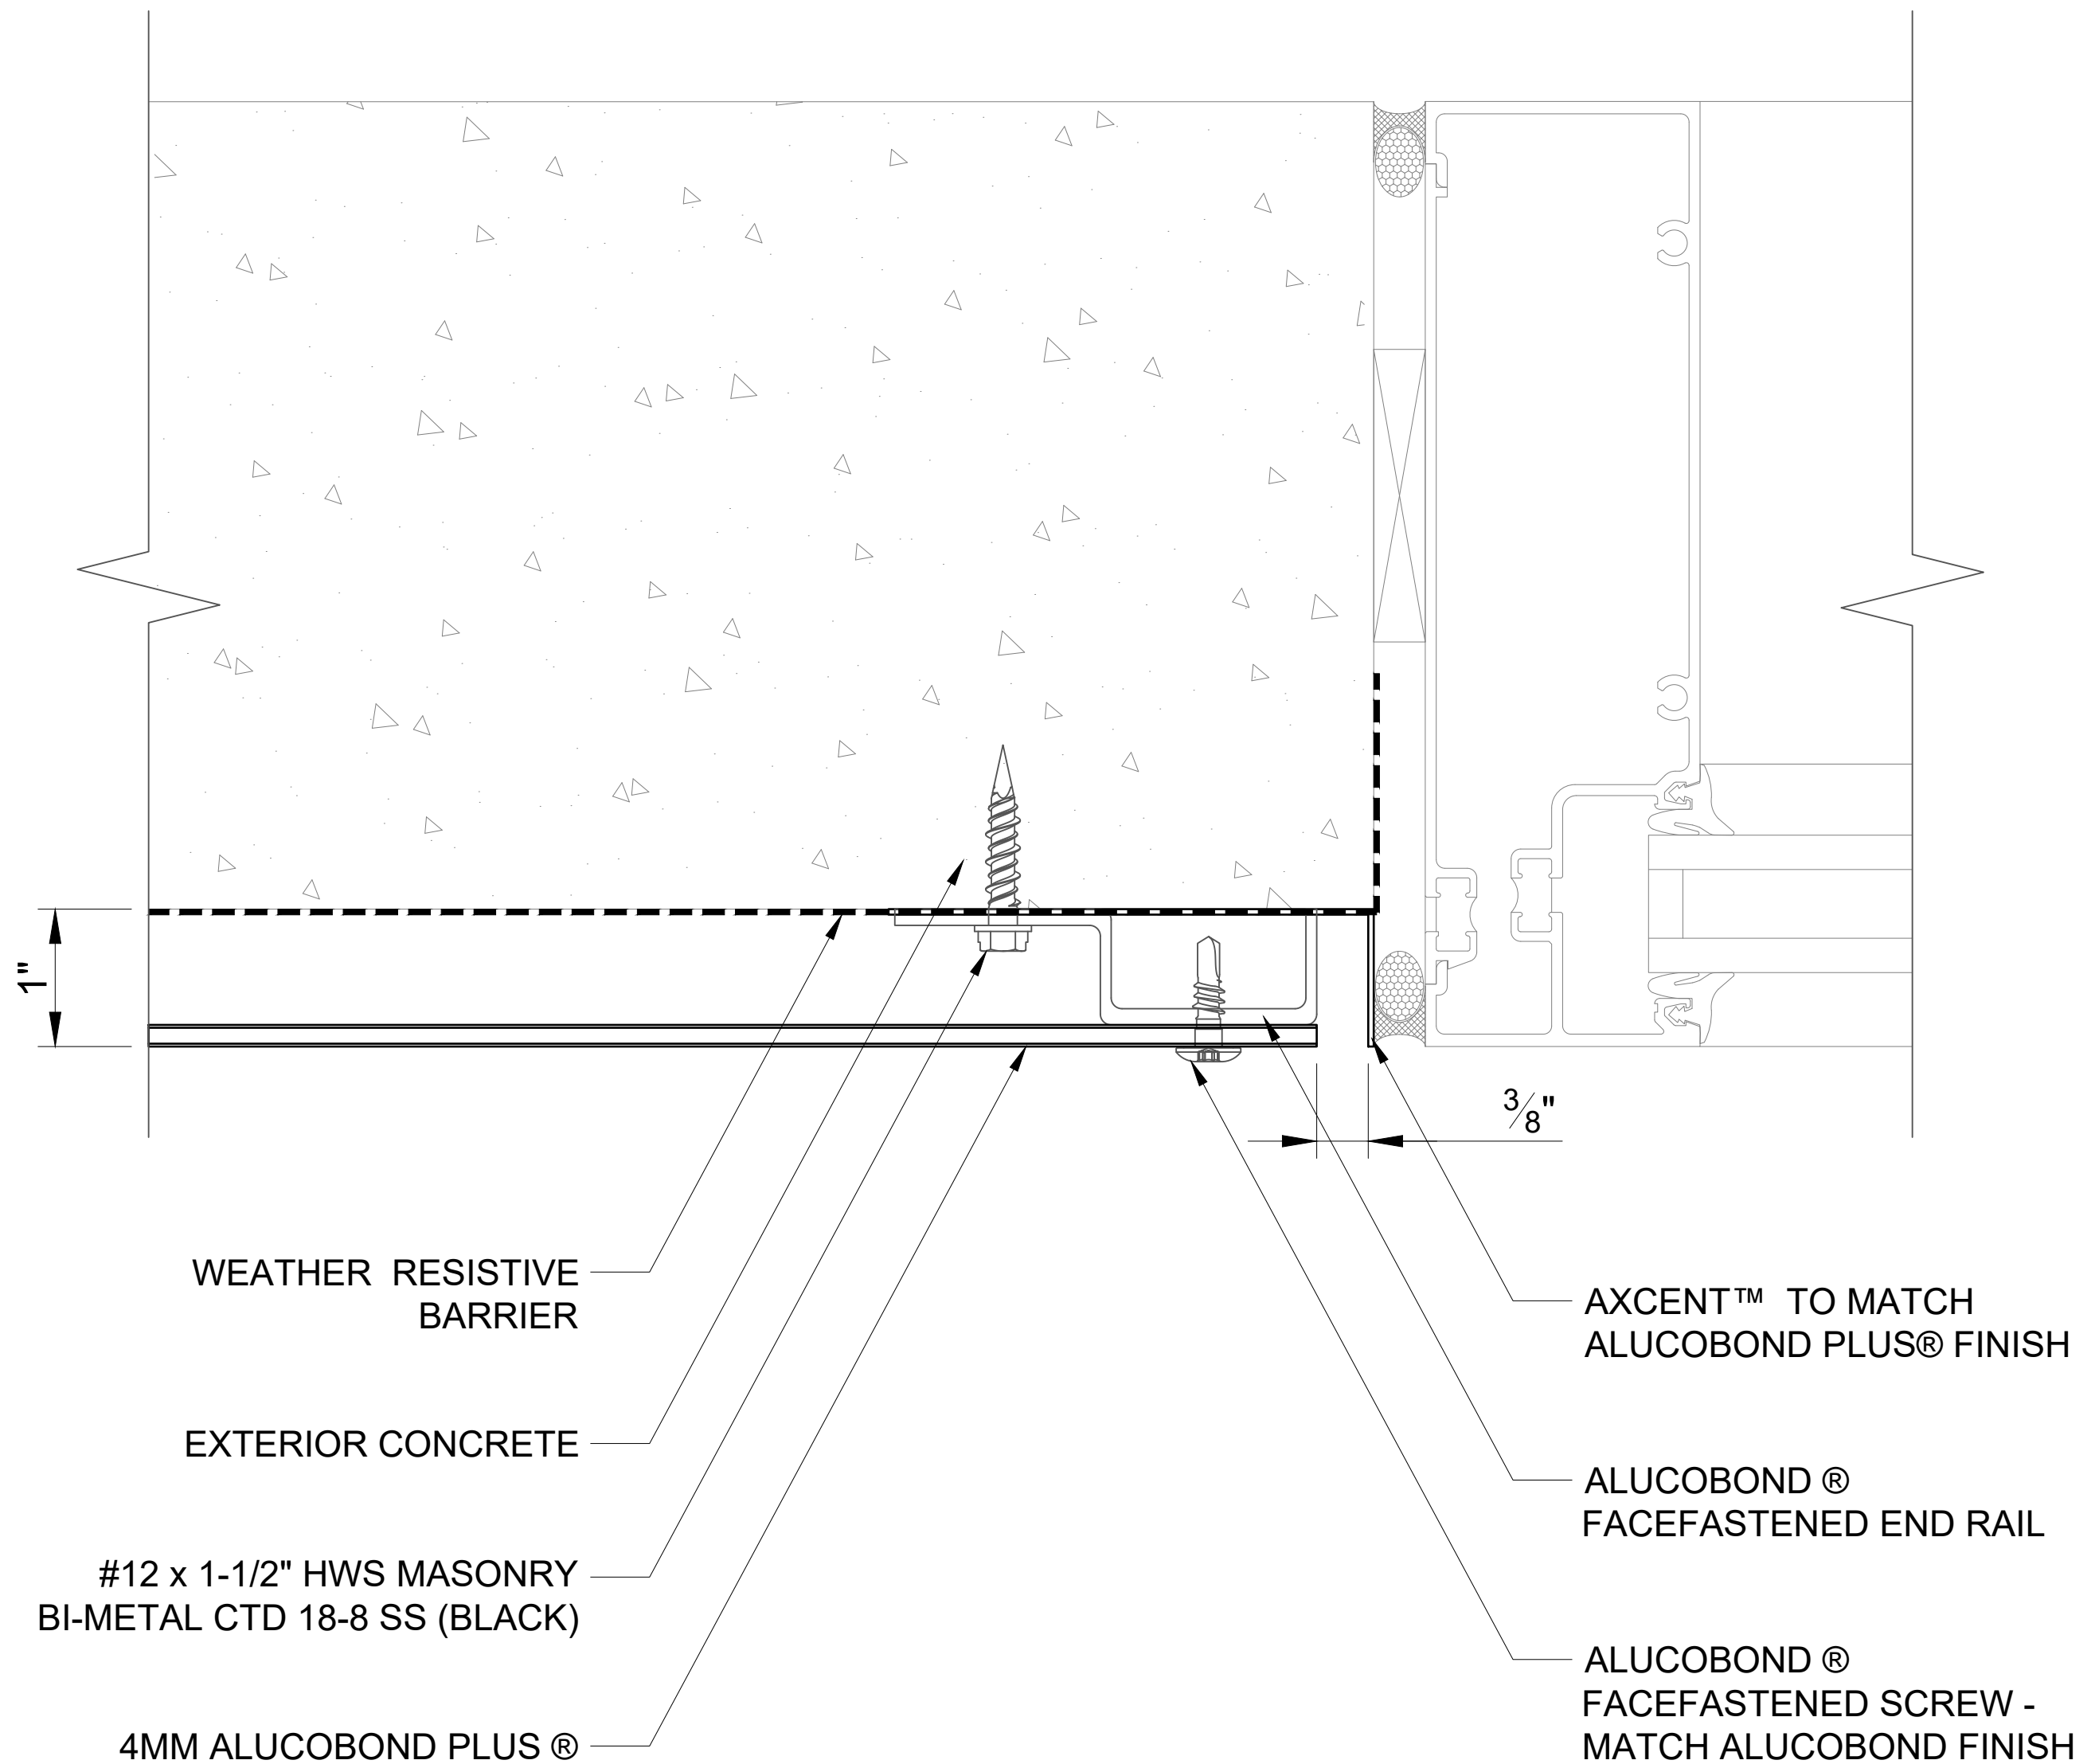 1"
3/8"
WEATHER RESISTIVE
BARRIER
EXTERIOR CONCRETE
#12 x 1-1/2" HWS MASONRY
BI-METAL CTD 18-8 SS (BLACK)
4MM ALUCOBOND PLUS ®
AXCENT™ TO MATCH
ALUCOBOND PLUS® FINISH
ALUCOBOND ®
FACEFASTENED END RAIL
ALUCOBOND ®
FACEFASTENED SCREW -
MATCH ALUCOBOND FINISH